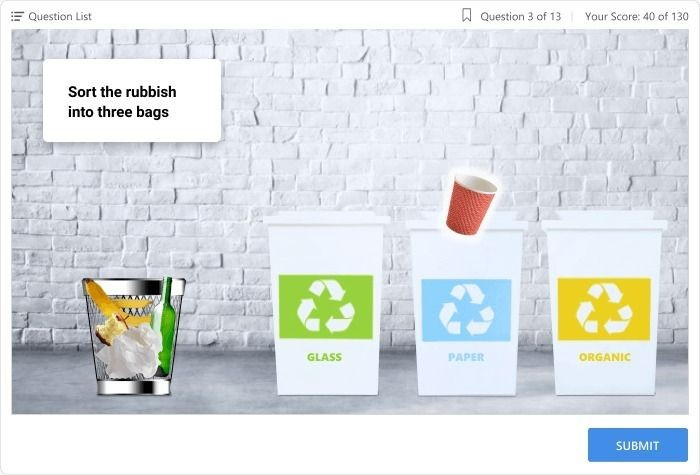 Question List
Question 3 of 13
Your Score: 40 of 130
Sort the rubbish
into three bags
GLASS
PAPER
ORGANIC
SUBMIT